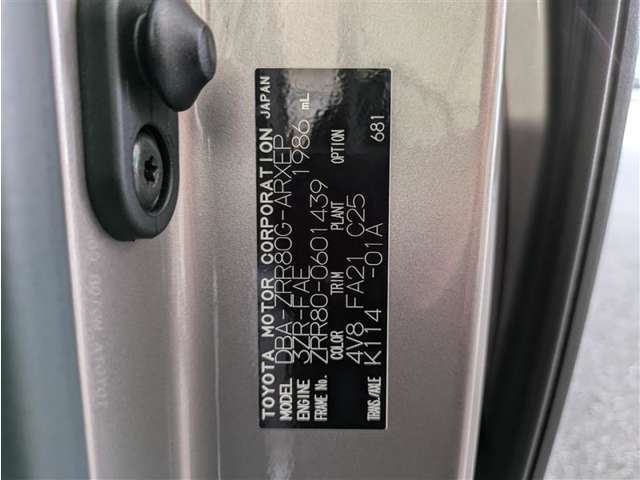 TOYOTA MOTOR CORPORATION JAPAN
MODEL DBA-ZRR80G-ARXEP
ENGINE 3ZR-FAE 1986 mL
FRAME No. ZRR80-0601439
COLOR TRIM PLANT OPTION
4V8 FA21 C25 681
TRANS./AXLE K114 -01A